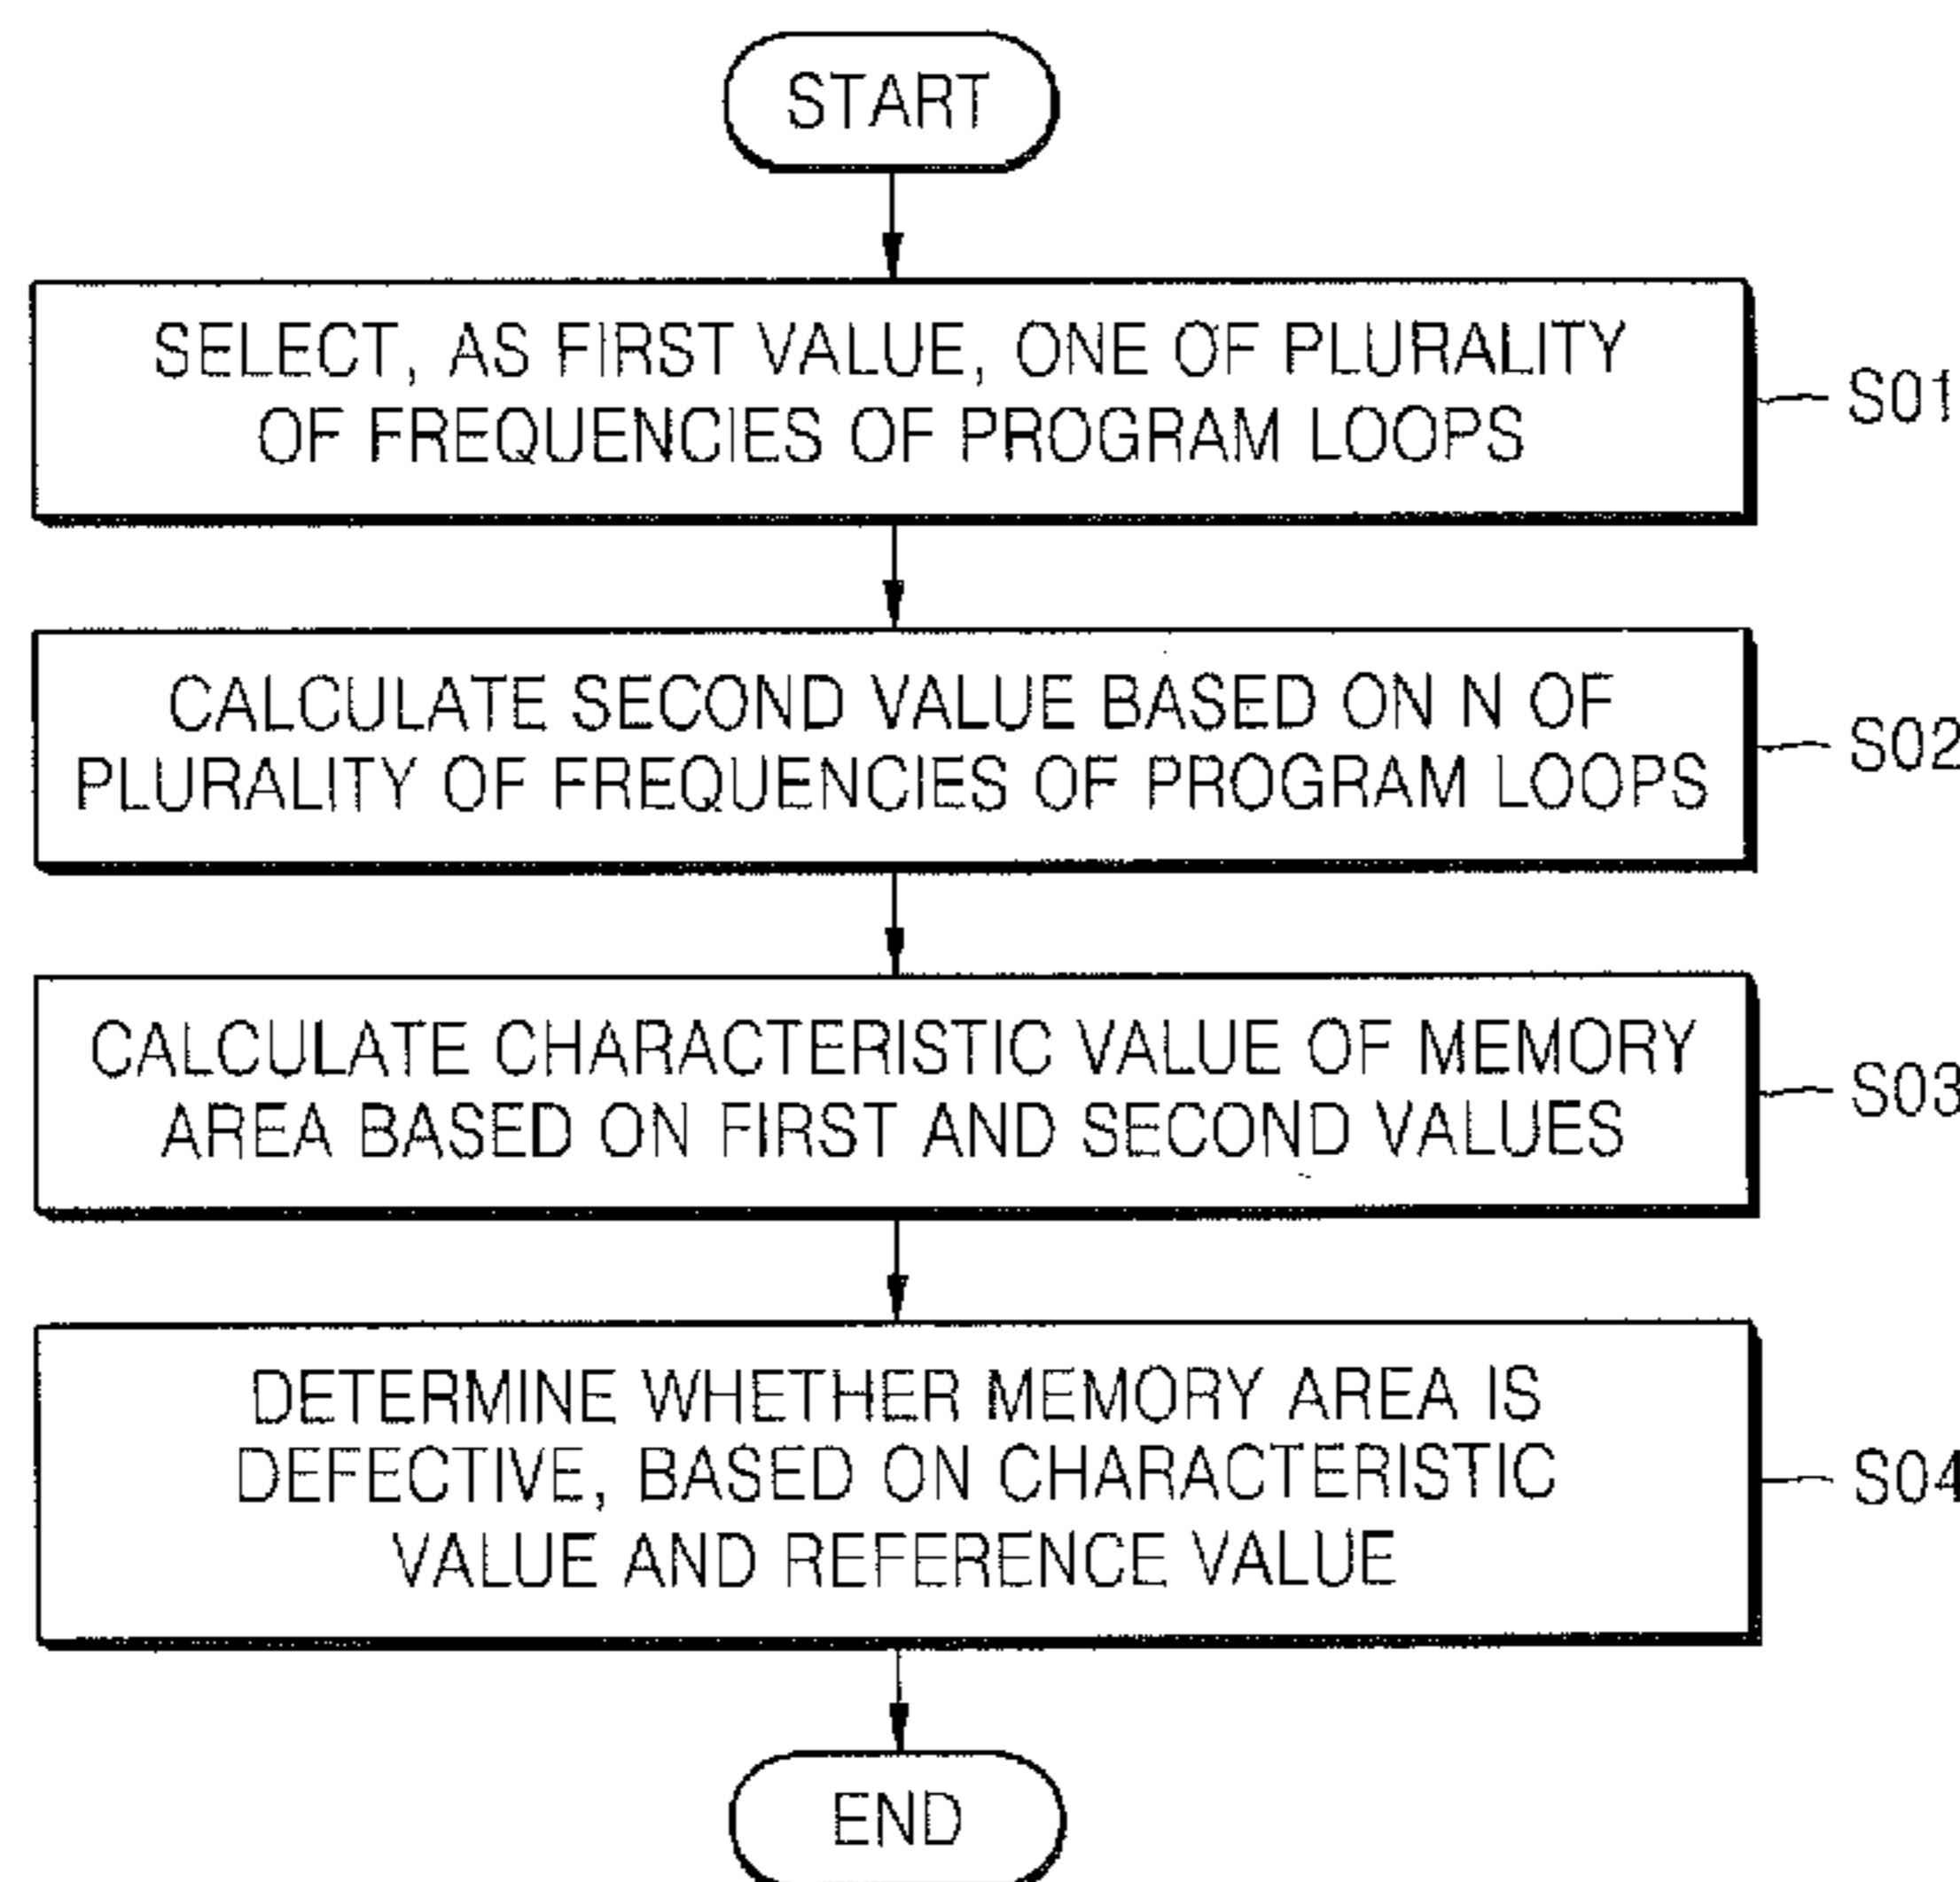 START
SELECT, AS FIRST VALUE, ONE OF PLURALITY
OF FREQUENCIES OF PROGRAM LOOPS
S01
CALCULATE SECOND VALUE BASED ON N OF
PLURALITY OF FREQUENCIES OF PROGRAM LOOPS
S02
CALCULATE CHARACTERISTIC VALUE OF MEMORY
AREA BASED ON FIRST AND SECOND VALUES
S03
DETERMINE WHETHER MEMORY AREA IS
DEFECTIVE, BASED ON CHARACTERISTIC
VALUE AND REFERENCE VALUE
S04
END